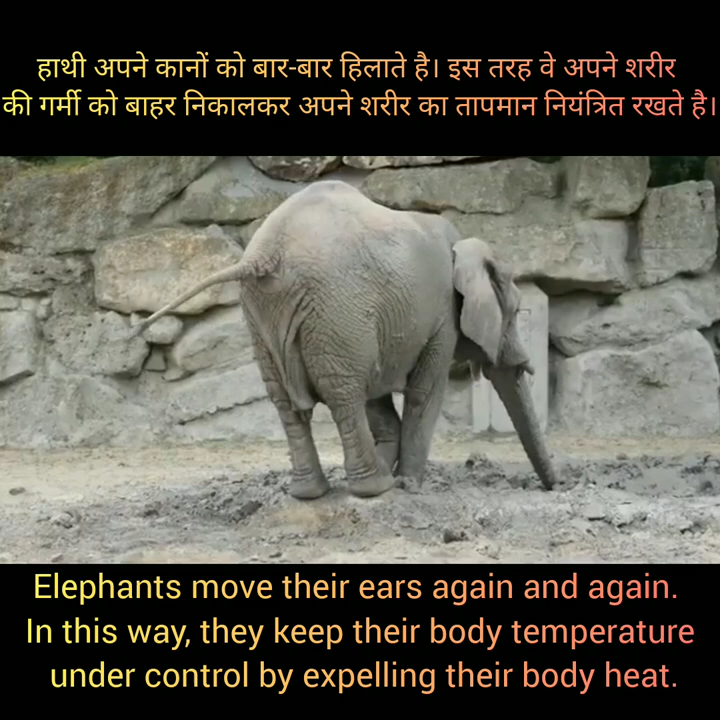 हाथी अपने कानों को बार-बार हिलाते है। इस तरह वे अपने शरीर
की गर्मी को बाहर निकालकर अपने शरीर का तापमान नियंत्रित रखते है।
Elephants move their ears again and again.
In this way, they keep their body temperature
under control by expelling their body heat.